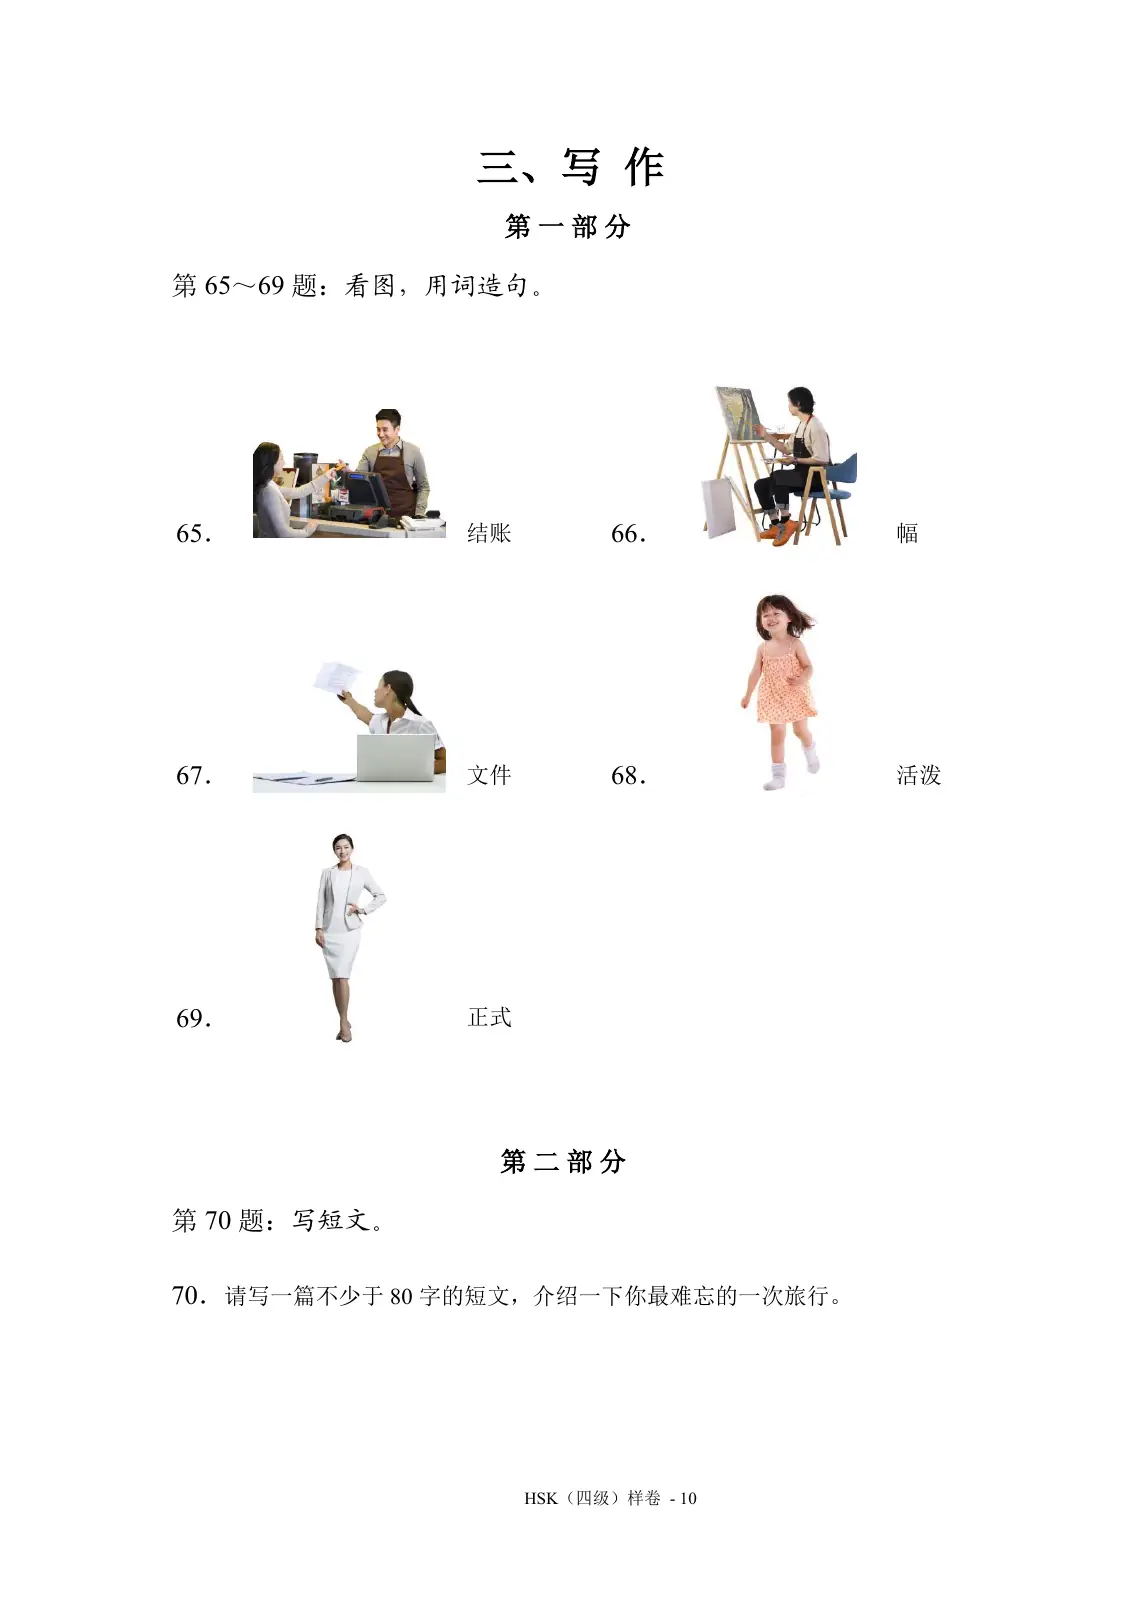 三、写 作
第 一 部 分
第 65～69 题：看图，用词造句。
65． 结账 66． 幅
67． 文件 68． 活泼
69． 正式
第 二 部 分
第 70 题：写短文。
70．请写一篇不少于 80 字的短文，介绍一下你最难忘的一次旅行。
HSK（四级）样卷 - 10